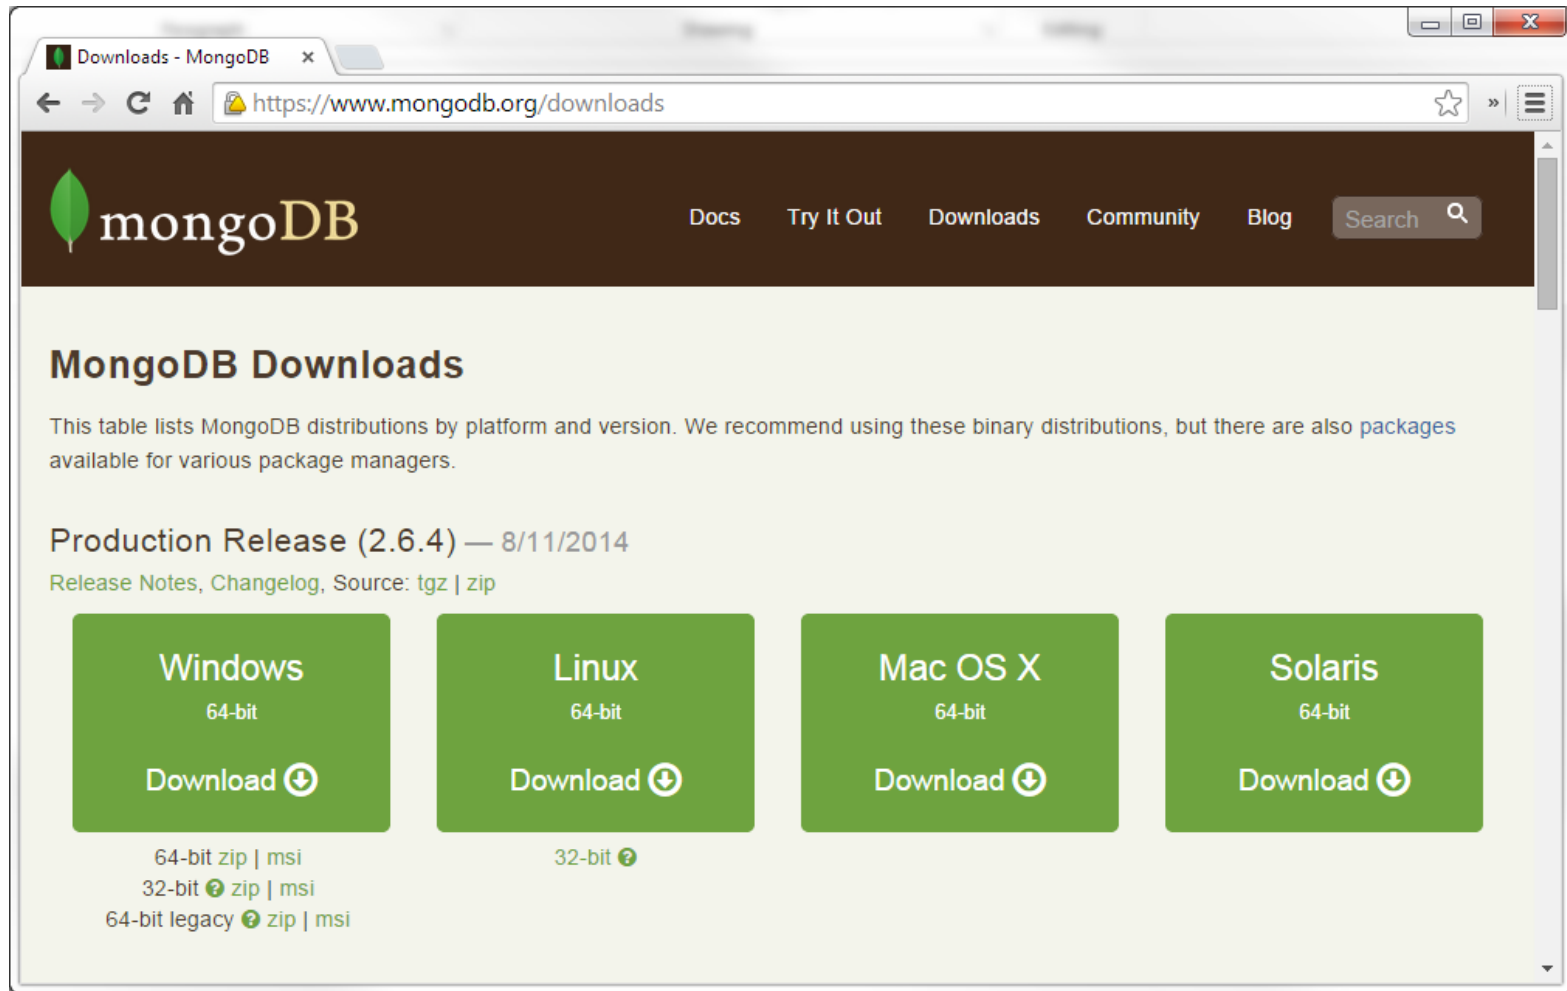 Downloads - MongoDB
https://www.mongodb.org/downloads
mongoDB
Docs Try It Out Downloads Community Blog Search
MongoDB Downloads
This table lists MongoDB distributions by platform and version. We recommend using these binary distributions, but there are also packages
available for various package managers.
Production Release (2.6.4) — 8/11/2014
Release Notes, Changelog, Source: tgz | zip
Windows Linux Mac OS X Solaris
64-bit 64-bit 64-bit 64-bit
Download Download Download Download
64-bit zip | msi 32-bit ?
32-bit ? zip | msi
64-bit legacy ? zip | msi